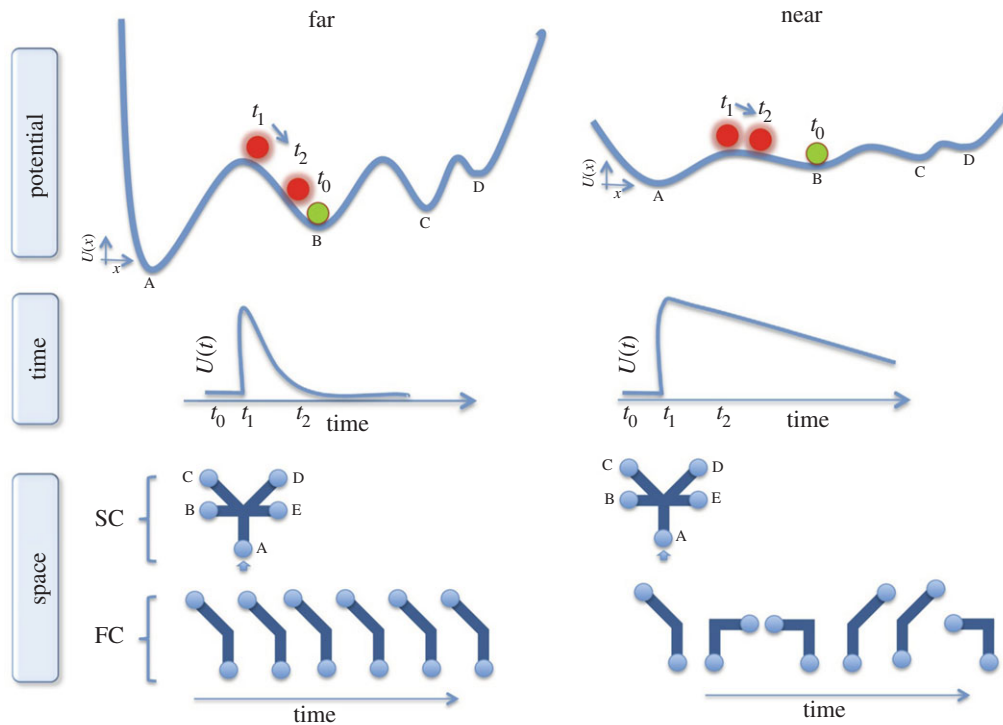 far
near
potential
t1
t2
t0
U(x)
x
A
B
C
D
t1
t2
t0
U(x)
x
A
B
C
D
time
U(t)
t0
t1
t2
time
U(t)
t0
t1
t2
time
space
SC
C
D
B
E
A
C
D
B
E
A
FC
time
time